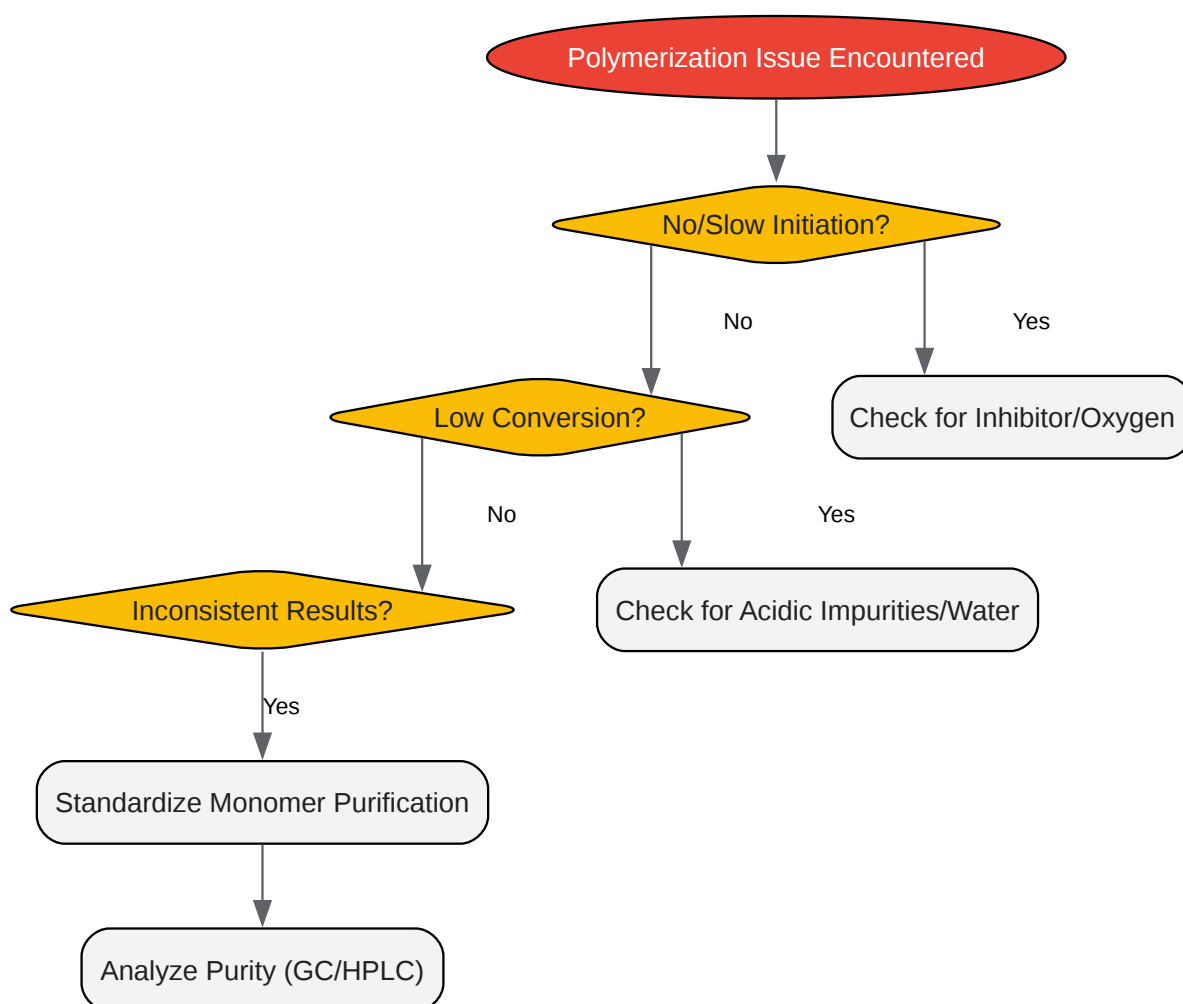 Polymerization Issue Encountered
No/Slow Initiation?
No
Yes
Low Conversion?
Check for Inhibitor/Oxygen
No
Yes
Inconsistent Results?
Check for Acidic Impurities/Water
Yes
Standardize Monomer Purification
Analyze Purity (GC/HPLC)